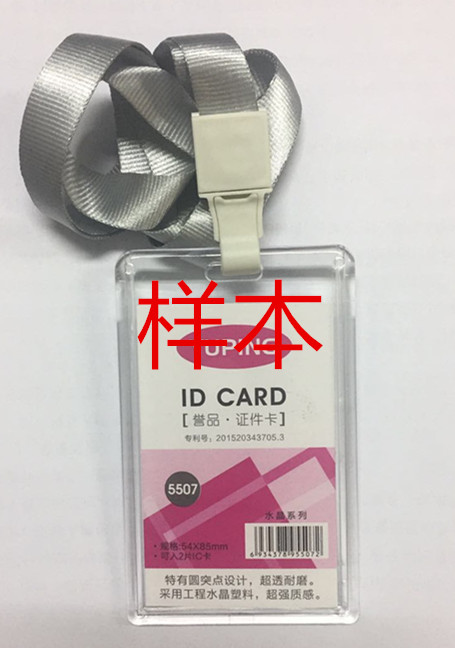 样本
UPING
ID CARD
[ 誉品·证件卡 ]
专利号：201520343705.3
5507
水晶系列
·规格:54X85mm
·可入2片IC卡
6934378955072
特有圆突点设计，超透耐磨。
采用工程水晶塑料，超强质感。